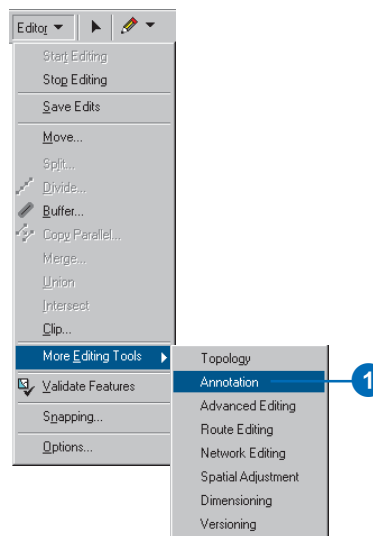 Editor
Start Editing
Stop Editing
Save Edits
Move...
Split...
Divide...
Buffer...
Copy Parallel...
Merge...
Union
Intersect
Clip...
More Editing Tools
Validate Features
Snapping...
Options...
Topology
Annotation
1
Advanced Editing
Route Editing
Network Editing
Spatial Adjustment
Dimensioning
Versioning